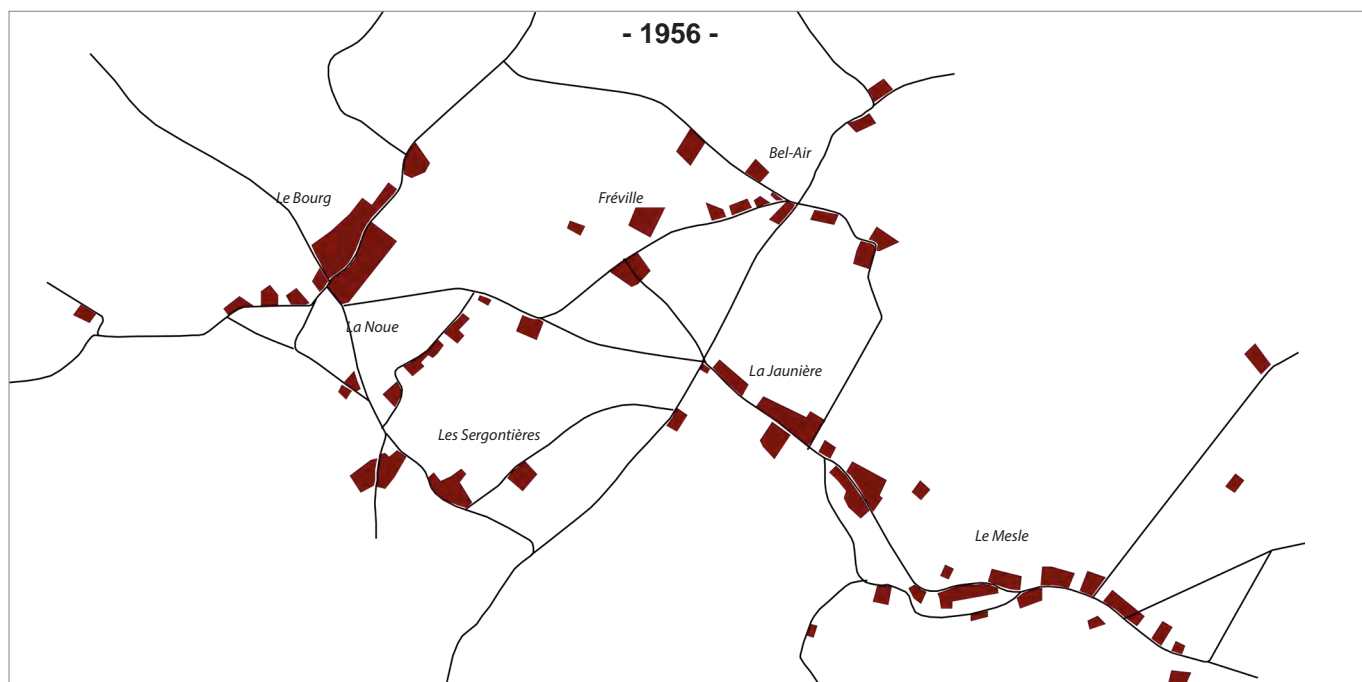 - 1956 -
Bel-Air
Le Bourg
Fréville
La Noue
La Jaunière
Les Sergontières
Le Mesle